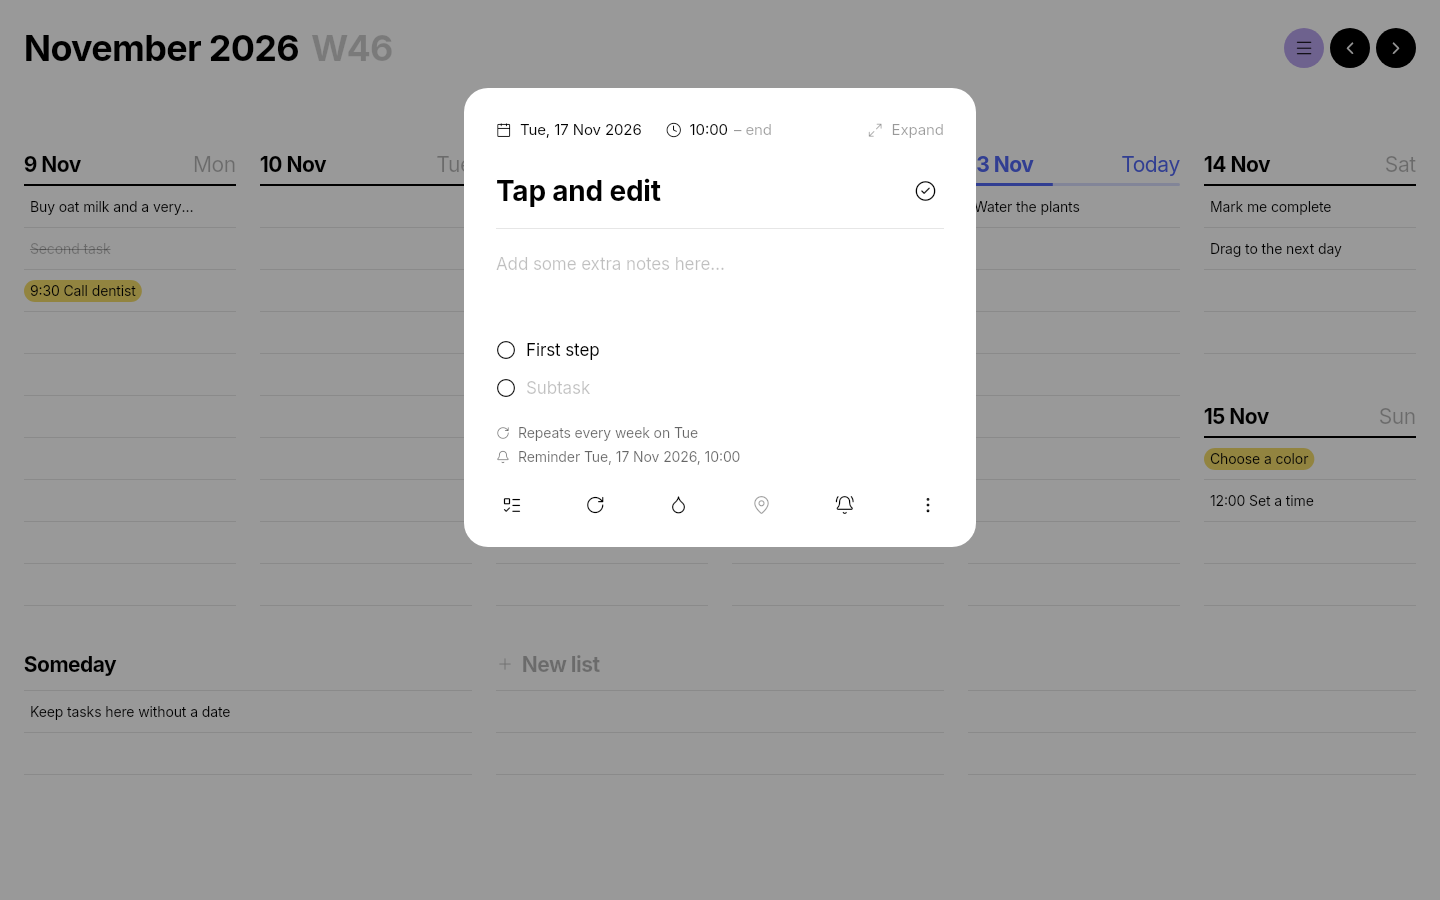 November 2026 W46
Tue, 17 Nov 2026 10:00 – end Expand
Tap and edit
Add some extra notes here...
First step
Subtask
Repeats every week on Tue
Reminder Tue, 17 Nov 2026, 10:00
9 Nov Mon
Buy oat milk and a very...
Second task
9:30 Call dentist
10 Nov Tue
3 Nov Today
Water the plants
14 Nov Sat
Mark me complete
Drag to the next day
15 Nov Sun
Choose a color
12:00 Set a time
Someday
Keep tasks here without a date
New list